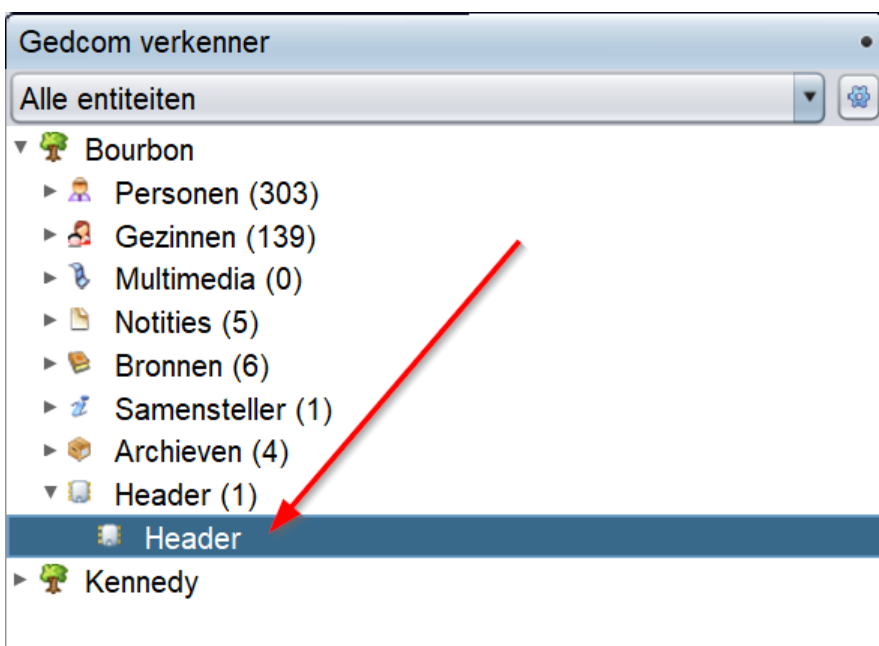 Gedcom verkenner
Alle entiteiten
Bourbon
Personen (303)
Gezinnen (139)
Multimedia (0)
Notities (5)
Bronnen (6)
Samensteller (1)
Archieven (4)
Header (1)
Header
Kennedy